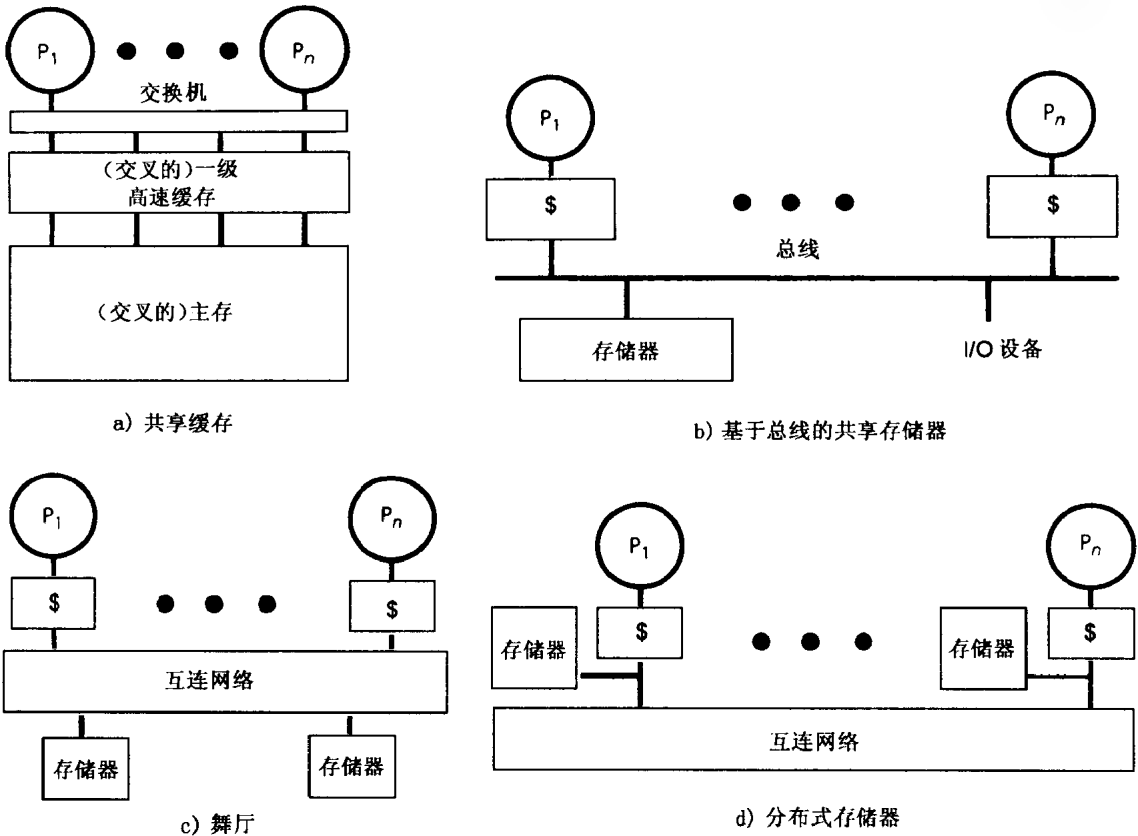 P1
Pn
交换机
(交叉的)一级
高速缓存
(交叉的)主存
a) 共享缓存
P1
Pn
$
$
总线
存储器
I/O 设备
b) 基于总线的共享存储器
P1
Pn
$
$
互连网络
存储器
存储器
c) 舞厅
P1
Pn
存储器
$
存储器
$
互连网络
d) 分布式存储器